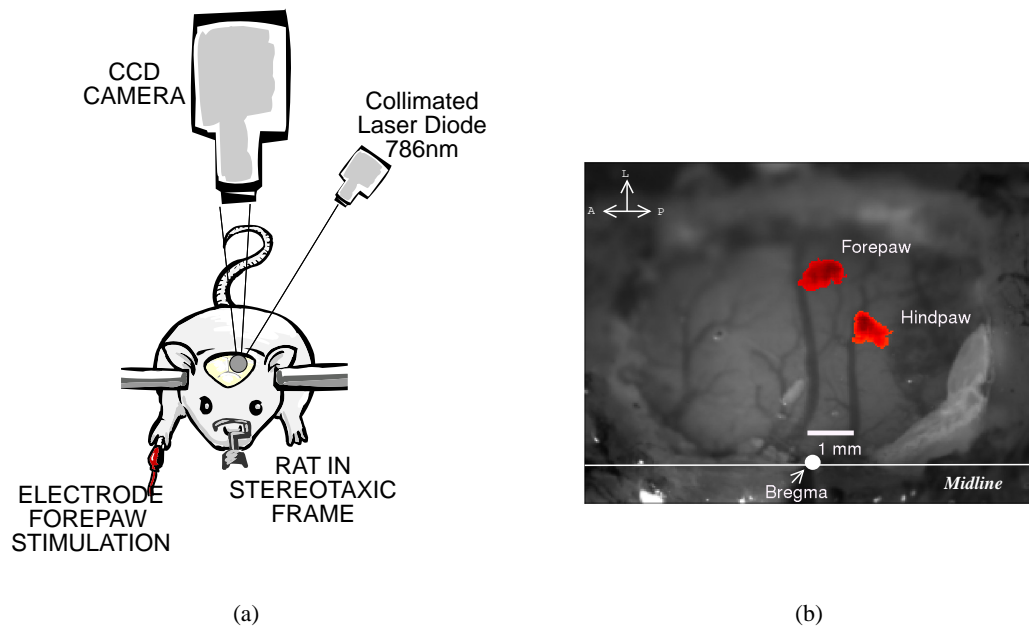 CCD
CAMERA
Collimated
Laser Diode
786nm
ELECTRODE
FOREPAW
STIMULATION
RAT IN
STEREOTAXIC
FRAME
(a)
L
A
P
Forepaw
Hindpaw
1 mm
Bregma
Midline
(b)